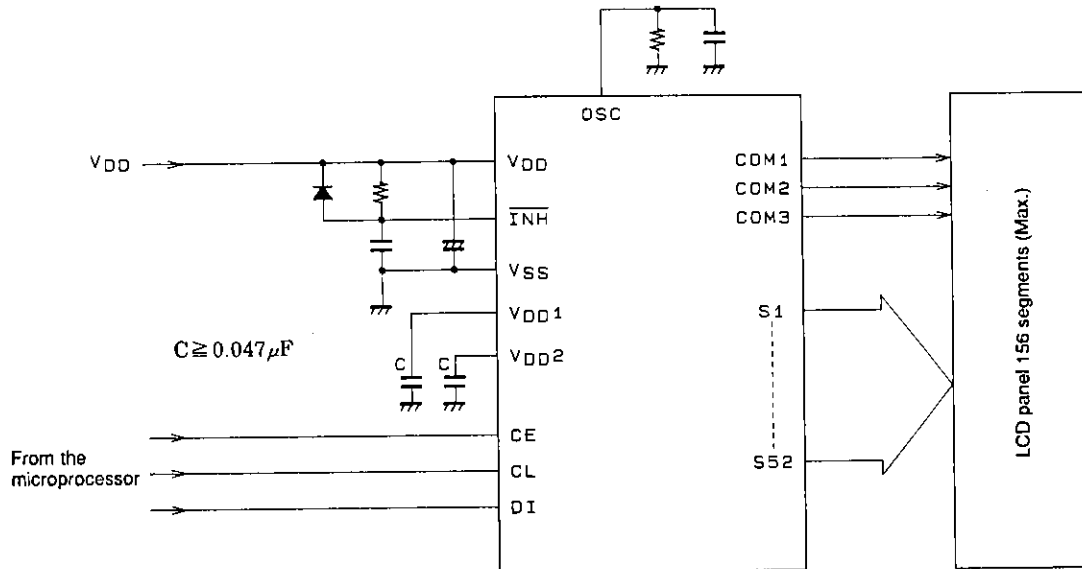 OSC
VDD
VDD
COM1
COM2
INH
COM3
VSS
VDD1
S1
C≧0.047μF
VDD2
C
C
CE
From the
microprocessor
CL
S52
DI
LCD panel 156 segments (Max.)